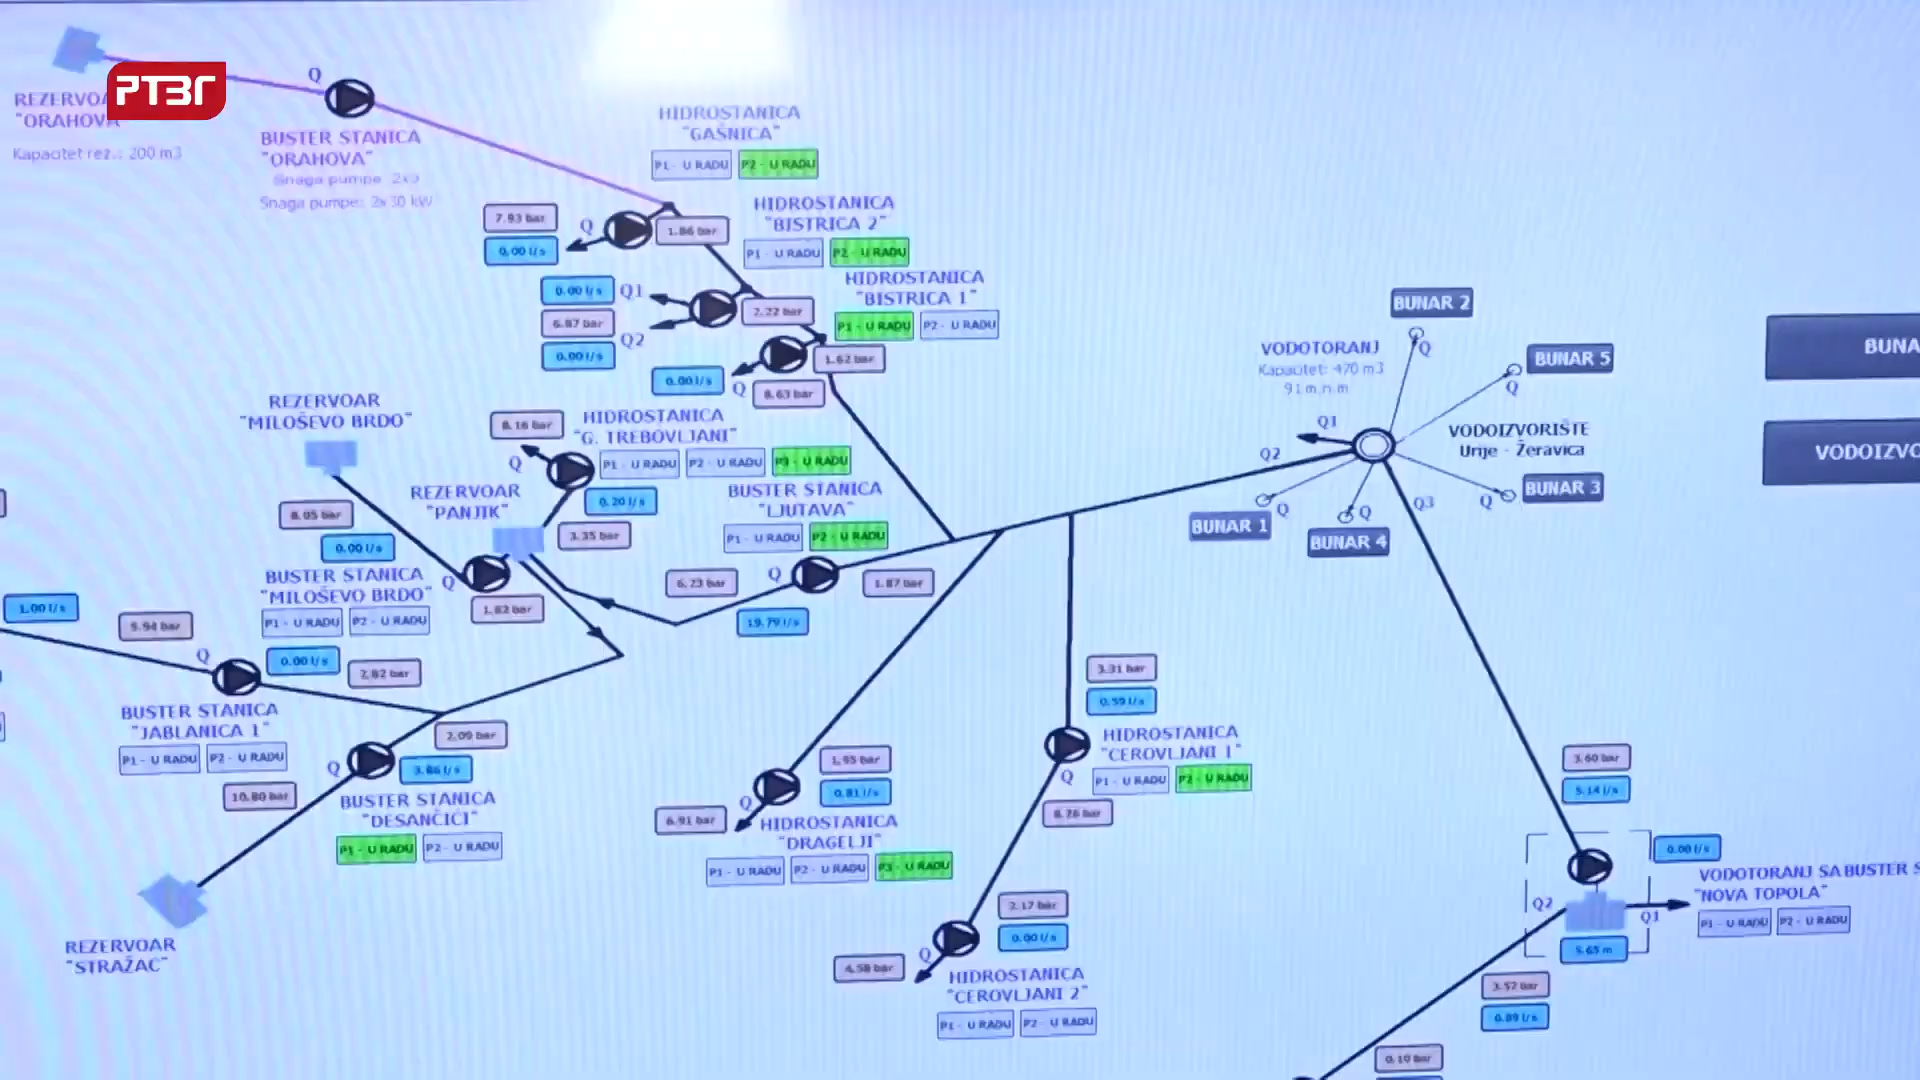 РТВГ
REZERVOA
"ORAHOVA
Kapacitet rez.: 200 m3
Q
BUSTER STANICA
"ORAHOVA"
Snaga pumpe
Snaga pumpe: 2x30 kW
HIDROSTANICA
"GAŠNICA"
P1 - U RADU
P2 - U RADU
7.93 bar
0.00 l/s
Q
1.86 bar
HIDROSTANICA
"BISTRICA 2"
P1 - U RADU
P2 - U RADU
0.00 l/s
Q1
6.87 bar
Q2
0.00 l/s
2.22 bar
HIDROSTANICA
"BISTRICA 1"
P1 - U RADU
P2 - U RADU
0.00 l/s
Q
1.62 bar
8.63 bar
REZERVOAR
"MILOŠEVO BRDO"
8.16 bar
Q
HIDROSTANICA
"G. TREBOVLJANI"
P1 - U RADU
P2 - U RADU
P3 - U RADU
0.20 l/s
3.35 bar
REZERVOAR
"PANJIK"
8.05 bar
0.00 l/s
Q
1.82 bar
BUSTER STANICA
"MILOŠEVO BRDO"
P1 - U RADU
P2 - U RADU
BUSTER STANICA
"LJUTAVA"
P1 - U RADU
P2 - U RADU
6.23 bar
Q
1.87 bar
19.79 l/s
VODOTORANJ
Kapacitet: 470 m3
91 m.n.m
Q1
Q2
Q3
BUNAR 2
Q
BUNAR 5
Q
VODOIZVORIŠTE
Urije - Žeravica
BUNAR 3
Q
BUNAR 1
Q
BUNAR 4
Q
BUNA
VODOIZVO
1.00 l/s
5.94 bar
Q
0.00 l/s
2.82 bar
BUSTER STANICA
"JABLANICA 1"
P1 - U RADU
P2 - U RADU
2.09 bar
Q
3.86 l/s
10.80 bar
BUSTER STANICA
"DESANČIĆI"
P1 - U RADU
P2 - U RADU
REZERVOAR
"STRAŽAC"
1.95 bar
0.81 l/s
Q
6.91 bar
HIDROSTANICA
"DRAGELJI"
P1 - U RADU
P2 - U RADU
P3 - U RADU
3.31 bar
0.59 l/s
HIDROSTANICA
"CEROVLJANI 1"
P1 - U RADU
P2 - U RADU
Q
8.26 bar
2.17 bar
0.00 l/s
Q
4.58 bar
HIDROSTANICA
"CEROVLJANI 2"
P1 - U RADU
P2 - U RADU
3.60 bar
5.14 l/s
0.00 l/s
VODOTORANJ SA BUSTER S
"NOVA TOPOLA"
P1 - U RADU
P2 - U RADU
Q2
Q1
5.65 m
3.57 bar
0.89 l/s
0.10 bar